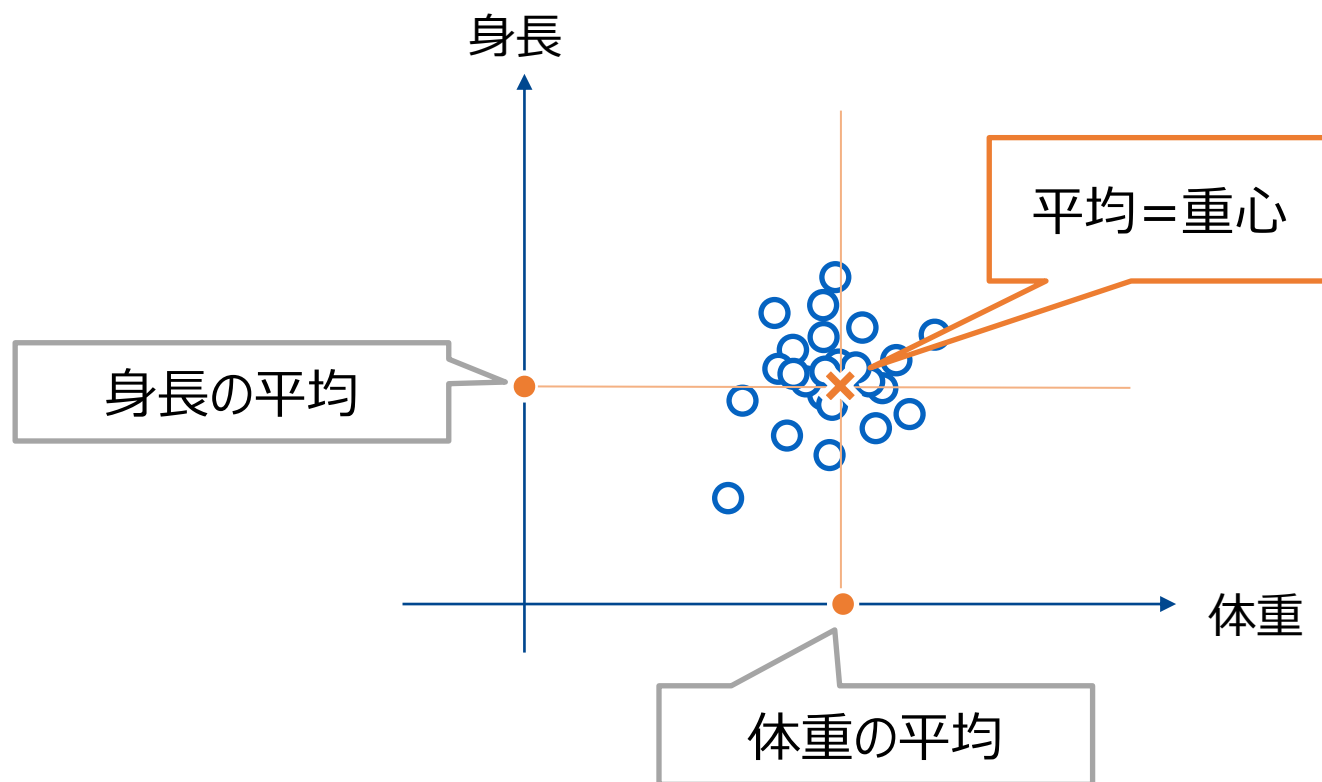 身長
平均=重心
身長の平均
体重
体重の平均